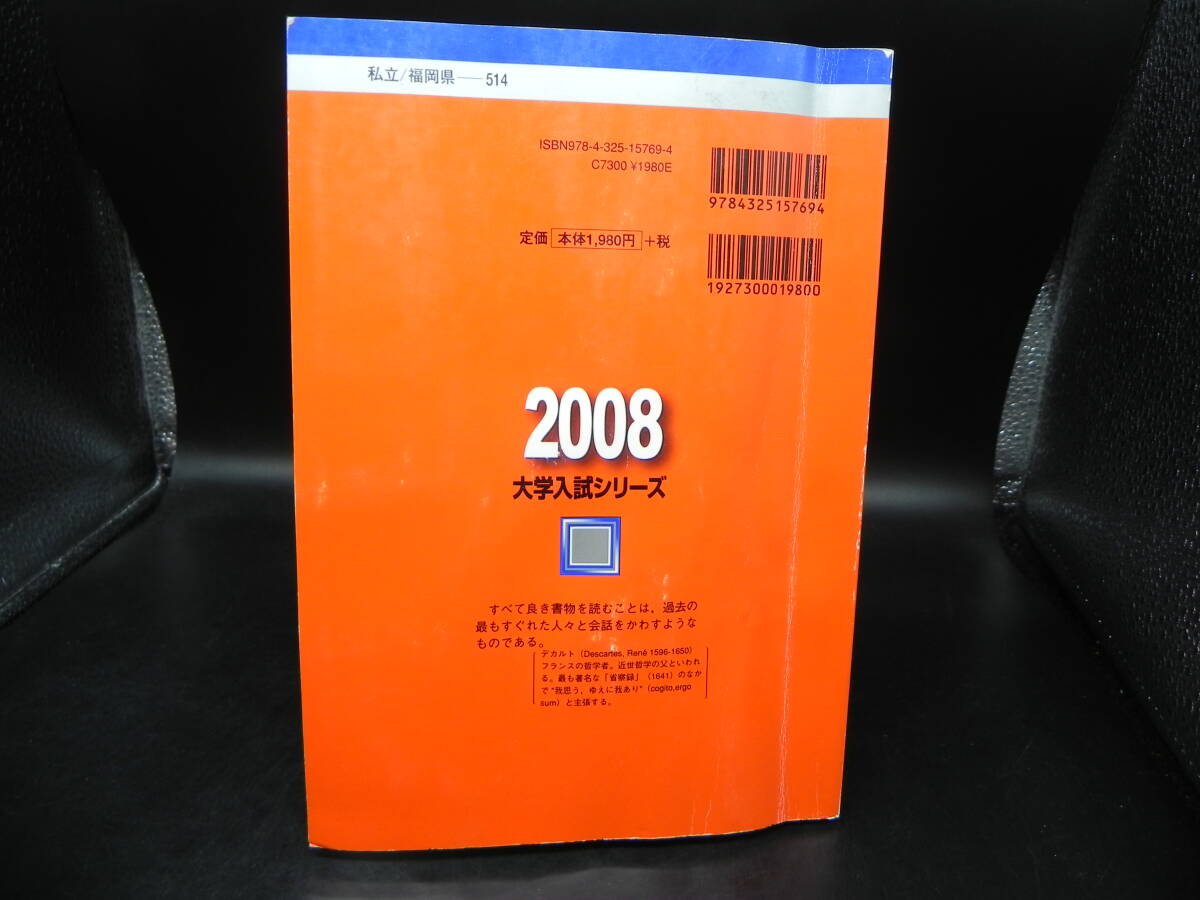 私立/福岡県──514
ISBN978-4-325-15769-4
C7300 ¥1980E
9784325157694
定価 本体1,980円 +税
1927300019800
2008
大学入試シリーズ
すべて良き書物を読むことは、過去の
最もすぐれた人々と会話をかわすような
ものである。
デカルト（Descartes, René 1596-1650）
フランスの哲学者。近世哲学の父といわれ
る。最も著名な「省察録」（1641）のなか
で“我思う、ゆえに我あり”（cogito,ergo
sum）と主張する。